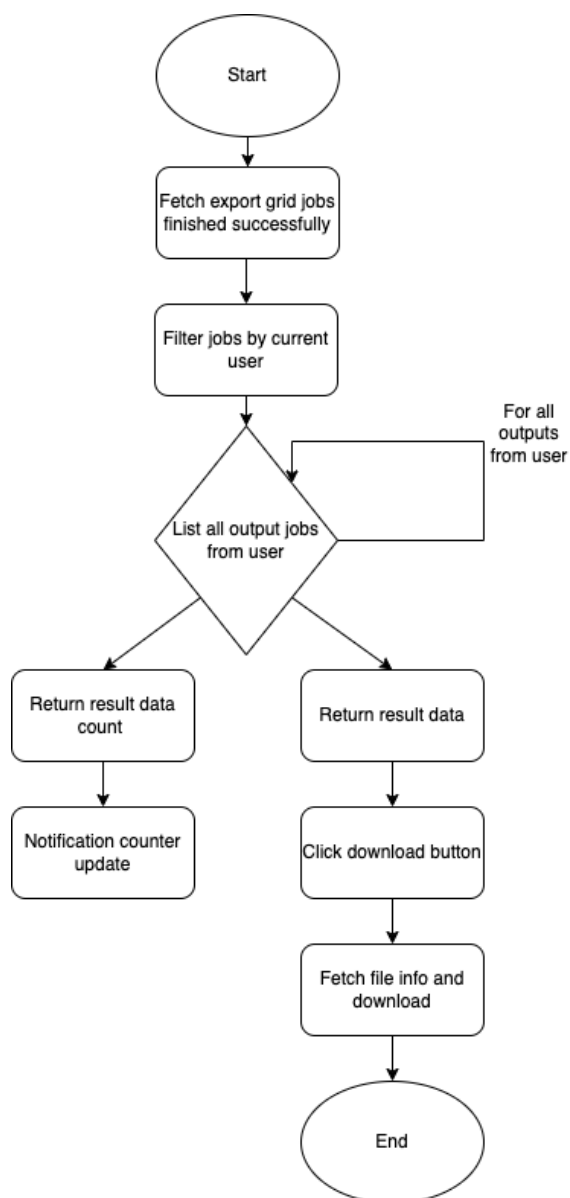 Start
Fetch export grid jobs
finished successfully
Filter jobs by current
user
For all
outputs
from user
List all output jobs
from user
Return result data
count
Return result data
Notification counter
update
Click download button
Fetch file info and
download
End